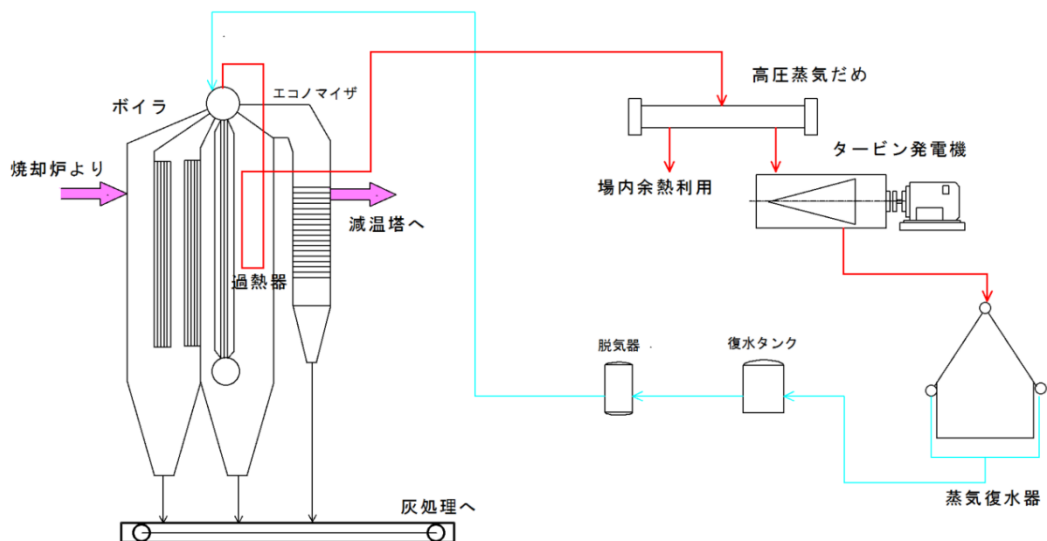 エコノマイザ
高圧蒸気だめ
ボイラ
タービン発電機
焼却炉より
場内余熱利用
減温塔へ
過熱器
脱気器
復水タンク
蒸気復水器
灰処理へ